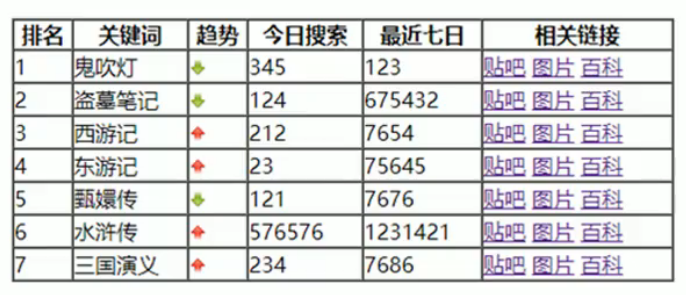 排名 关键词 趋势 今日搜索 最近七日 相关链接
1 鬼吹灯 345 123 贴吧 图片 百科
2 盗墓笔记 124 675432 贴吧 图片 百科
3 西游记 212 7654 贴吧 图片 百科
4 东游记 23 75645 贴吧 图片 百科
5 甄嬛传 121 7676 贴吧 图片 百科
6 水浒传 576576 1231421 贴吧 图片 百科
7 三国演义 234 7686 贴吧 图片 百科